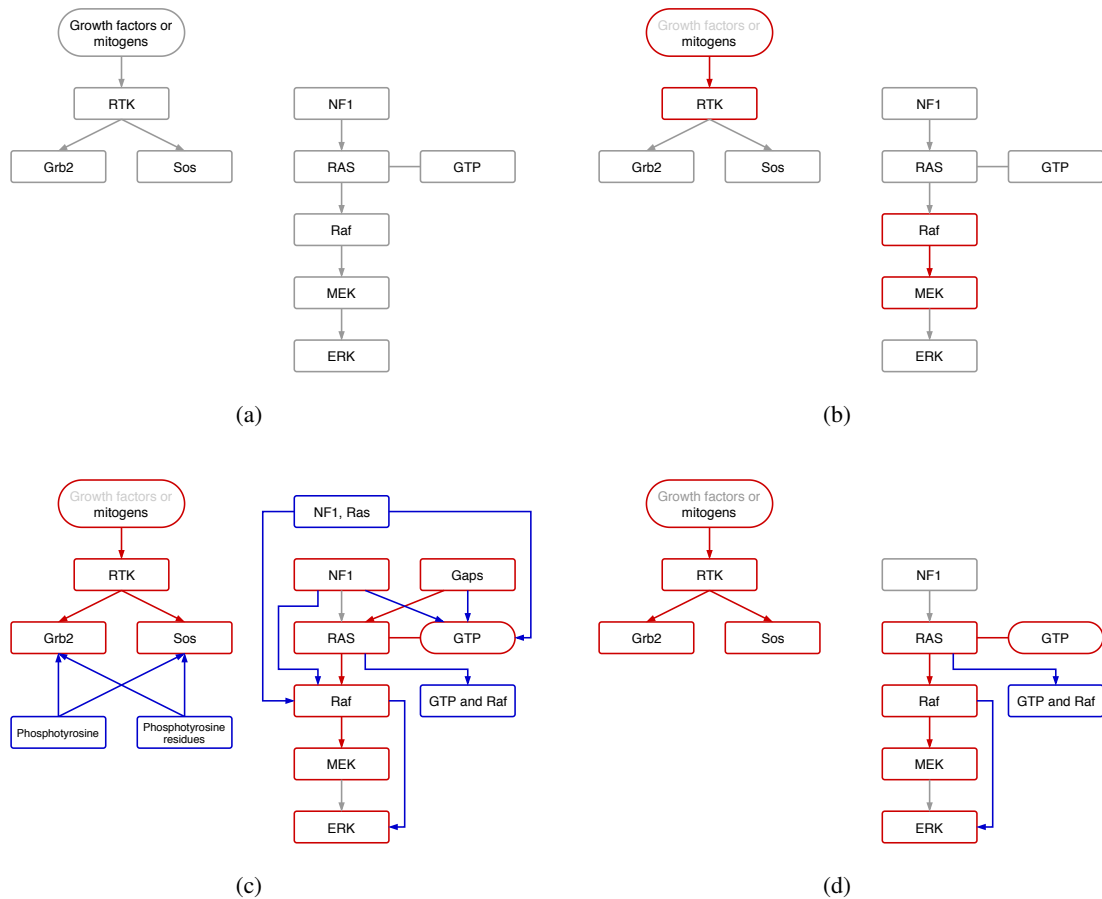 Growth factors or
mitogens
RTK
NF1
Grb2
Sos
RAS
GTP
Raf
MEK
ERK
(a)
Growth factors or
mitogens
RTK
NF1
Grb2
Sos
RAS
GTP
Raf
MEK
ERK
(b)
Growth factors or
mitogens
NF1, Ras
RTK
NF1
Gaps
Grb2
Sos
RAS
GTP
Raf
GTP and Raf
Phosphotyrosine
Phosphotyrosine
residues
MEK
ERK
(c)
Growth factors or
mitogens
RTK
NF1
Grb2
Sos
RAS
GTP
Raf
GTP and Raf
MEK
ERK
(d)